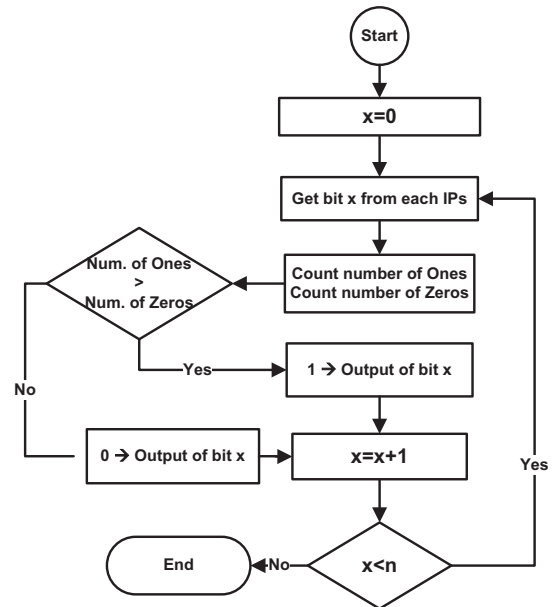 Start
x=0
Get bit x from each IPs
Count number of Ones
Count number of Zeros
Num. of Ones
>
Num. of Zeros
Yes
1 → Output of bit x
No
0 → Output of bit x
x=x+1
Yes
x<n
No
End